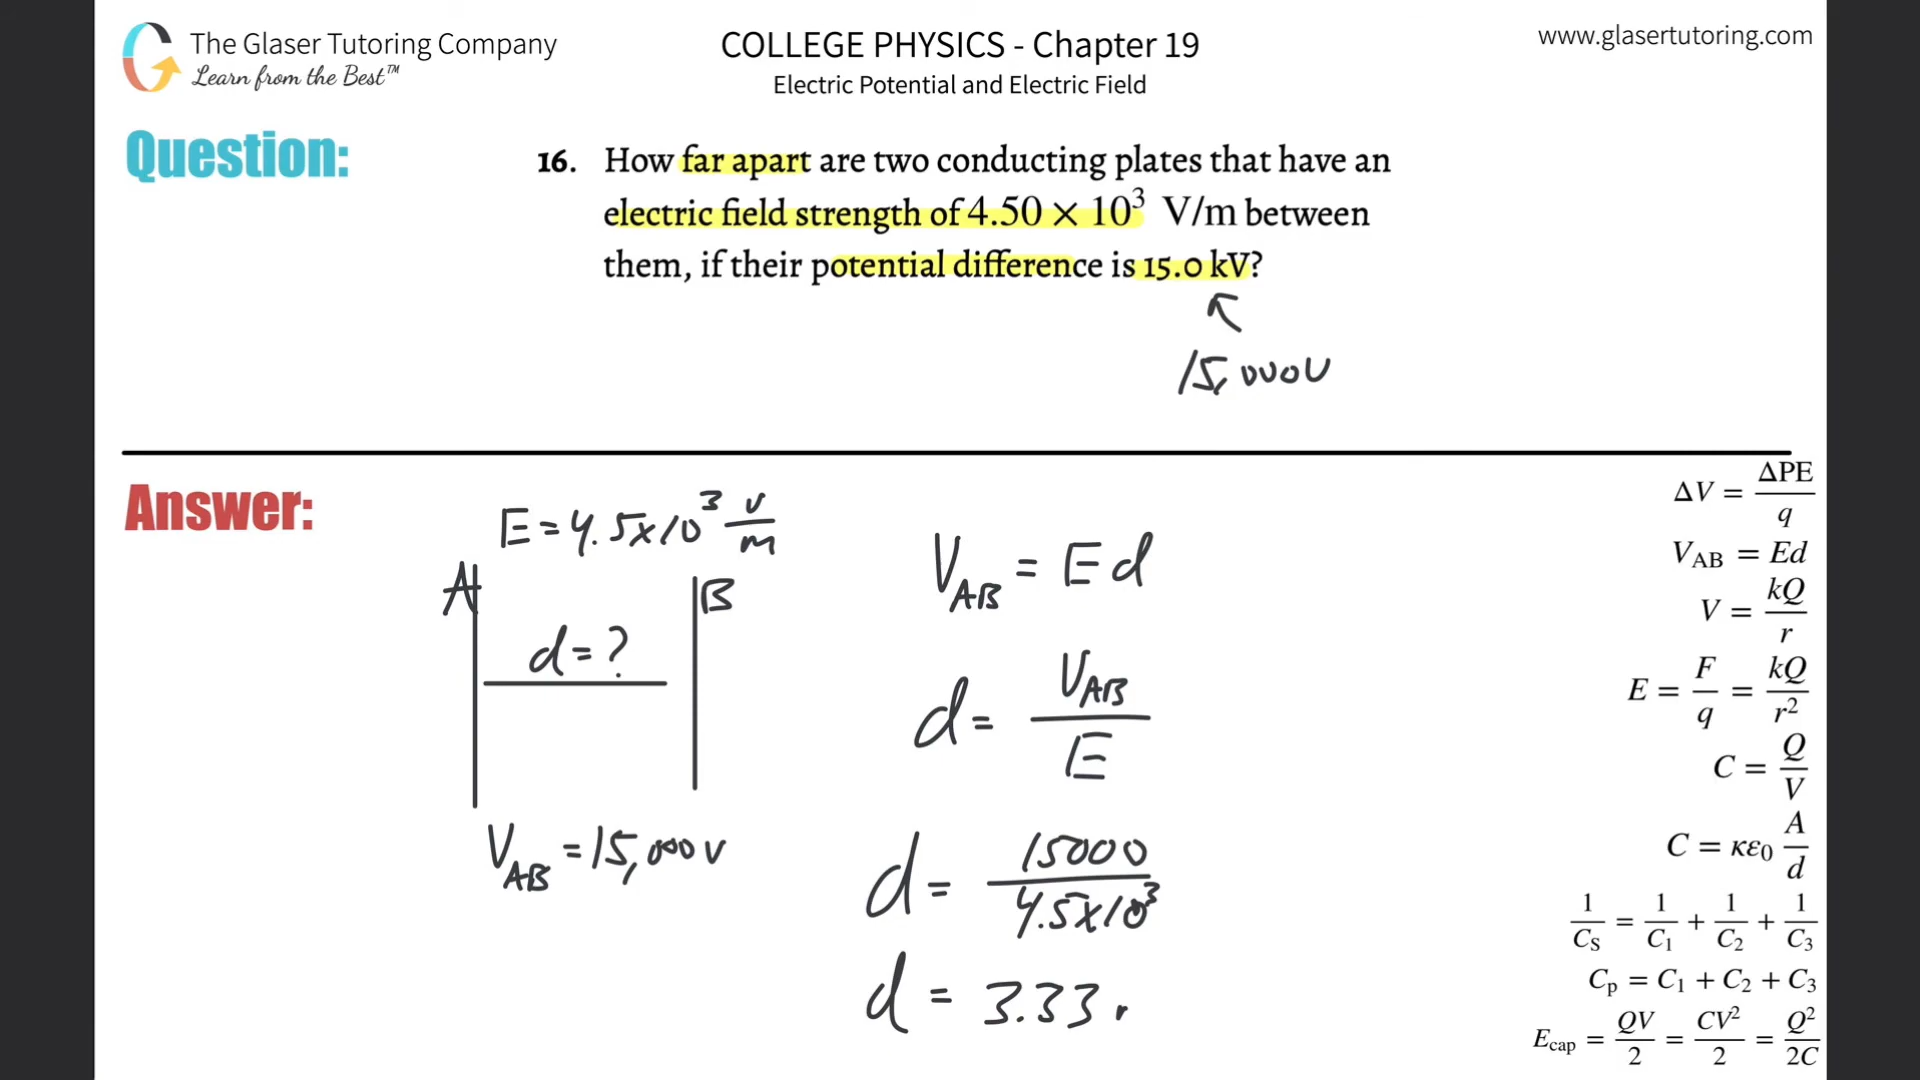 The Glaser Tutoring Company
Learn from the Best™
COLLEGE PHYSICS - Chapter 19
Electric Potential and Electric Field
www.glasertutoring.com
Question:
16. How far apart are two conducting plates that have an
electric field strength of 4.50 × 10³ V/m between
them, if their potential difference is 15.0 kV?
15,000V
Answer:
E = 4.5x10³ V/m
A B
d = ?
V_AB = 15,000 V
V_AB = Ed
d = V_AB / E
d = 15000 / 4.5x10³
d = 3.33
ΔV = ΔPE / q
V_AB = Ed
V = kQ / r
E = F / q = kQ / r²
C = Q / V
C = κε₀ A / d
1 / C_S = 1 / C₁ + 1 / C₂ + 1 / C₃
C_p = C₁ + C₂ + C₃
E_cap = QV / 2 = CV² / 2 = Q² / 2C